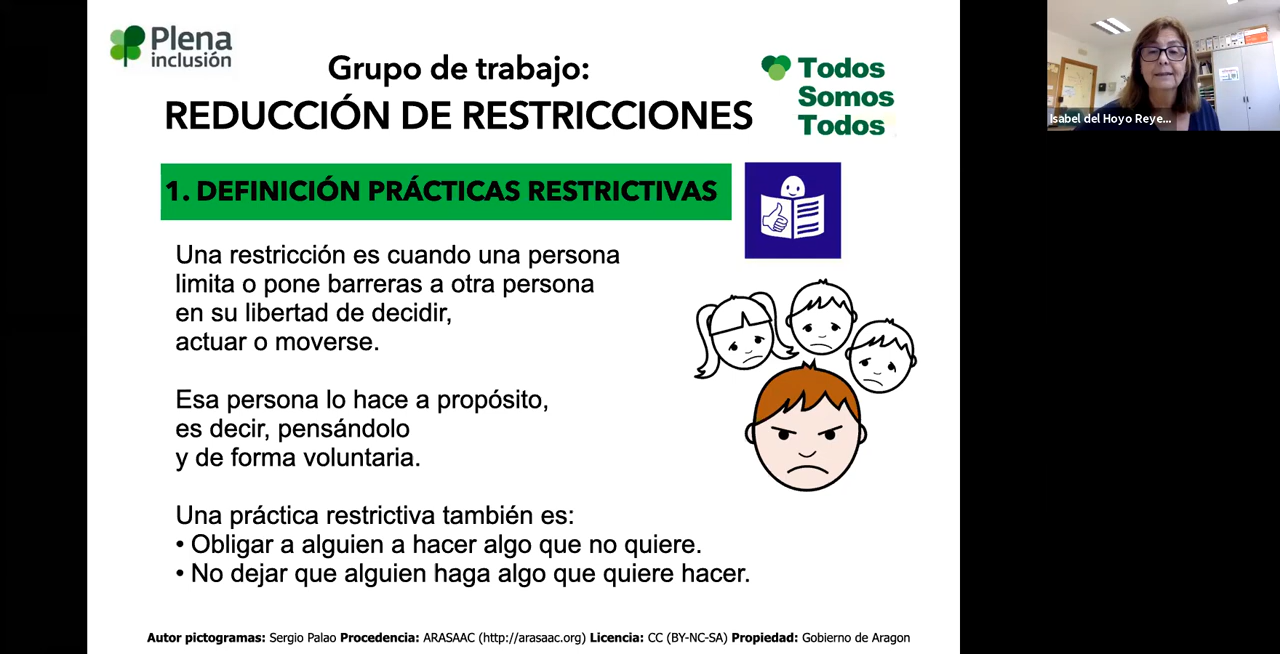 Plena
inclusión
Grupo de trabajo:
REDUCCIÓN DE RESTRICCIONES
Todos
Somos
Todos
1. DEFINICIÓN PRÁCTICAS RESTRICTIVAS
Una restricción es cuando una persona
limita o pone barreras a otra persona
en su libertad de decidir,
actuar o moverse.
Esa persona lo hace a propósito,
es decir, pensándolo
y de forma voluntaria.
Una práctica restrictiva también es:
• Obligar a alguien a hacer algo que no quiere.
• No dejar que alguien haga algo que quiere hacer.
Autor pictogramas: Sergio Palao Procedencia: ARASAAC (http://arasaac.org) Licencia: CC (BY-NC-SA) Propiedad: Gobierno de Aragon
Isabel del Hoyo Reye...